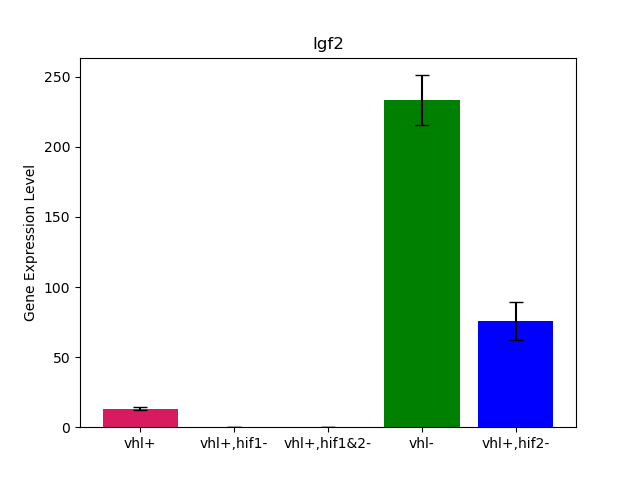 Igf2
Gene Expression Level
250
200
150
100
50
0
vhl+ vhl+,hif1- vhl+,hif1&2- vhl- vhl+,hif2-